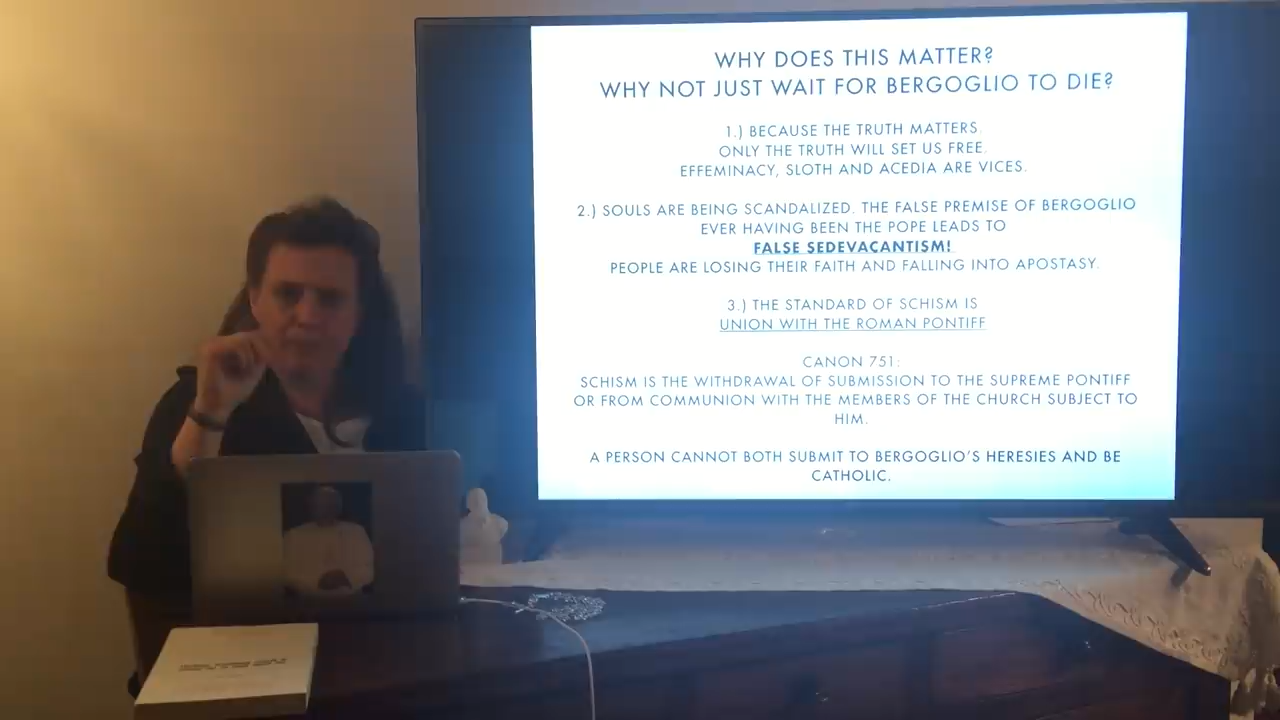 WHY DOES THIS MATTER?
WHY NOT JUST WAIT FOR BERGOGLIO TO DIE?
1.) BECAUSE THE TRUTH MATTERS.
ONLY THE TRUTH WILL SET US FREE.
EFFEMINACY, SLOTH AND ACEDIA ARE VICES.
2.) SOULS ARE BEING SCANDALIZED. THE FALSE PREMISE OF BERGOGLIO
EVER HAVING BEEN THE POPE LEADS TO
FALSE SEDEVACANTISM!
PEOPLE ARE LOSING THEIR FAITH AND FALLING INTO APOSTASY.
3.) THE STANDARD OF SCHISM IS
UNION WITH THE ROMAN PONTIFF
CANON 751:
SCHISM IS THE WITHDRAWAL OF SUBMISSION TO THE SUPREME PONTIFF
OR FROM COMMUNION WITH THE MEMBERS OF THE CHURCH SUBJECT TO
HIM.
A PERSON CANNOT BOTH SUBMIT TO BERGOGLIO'S HERESIES AND BE
CATHOLIC.